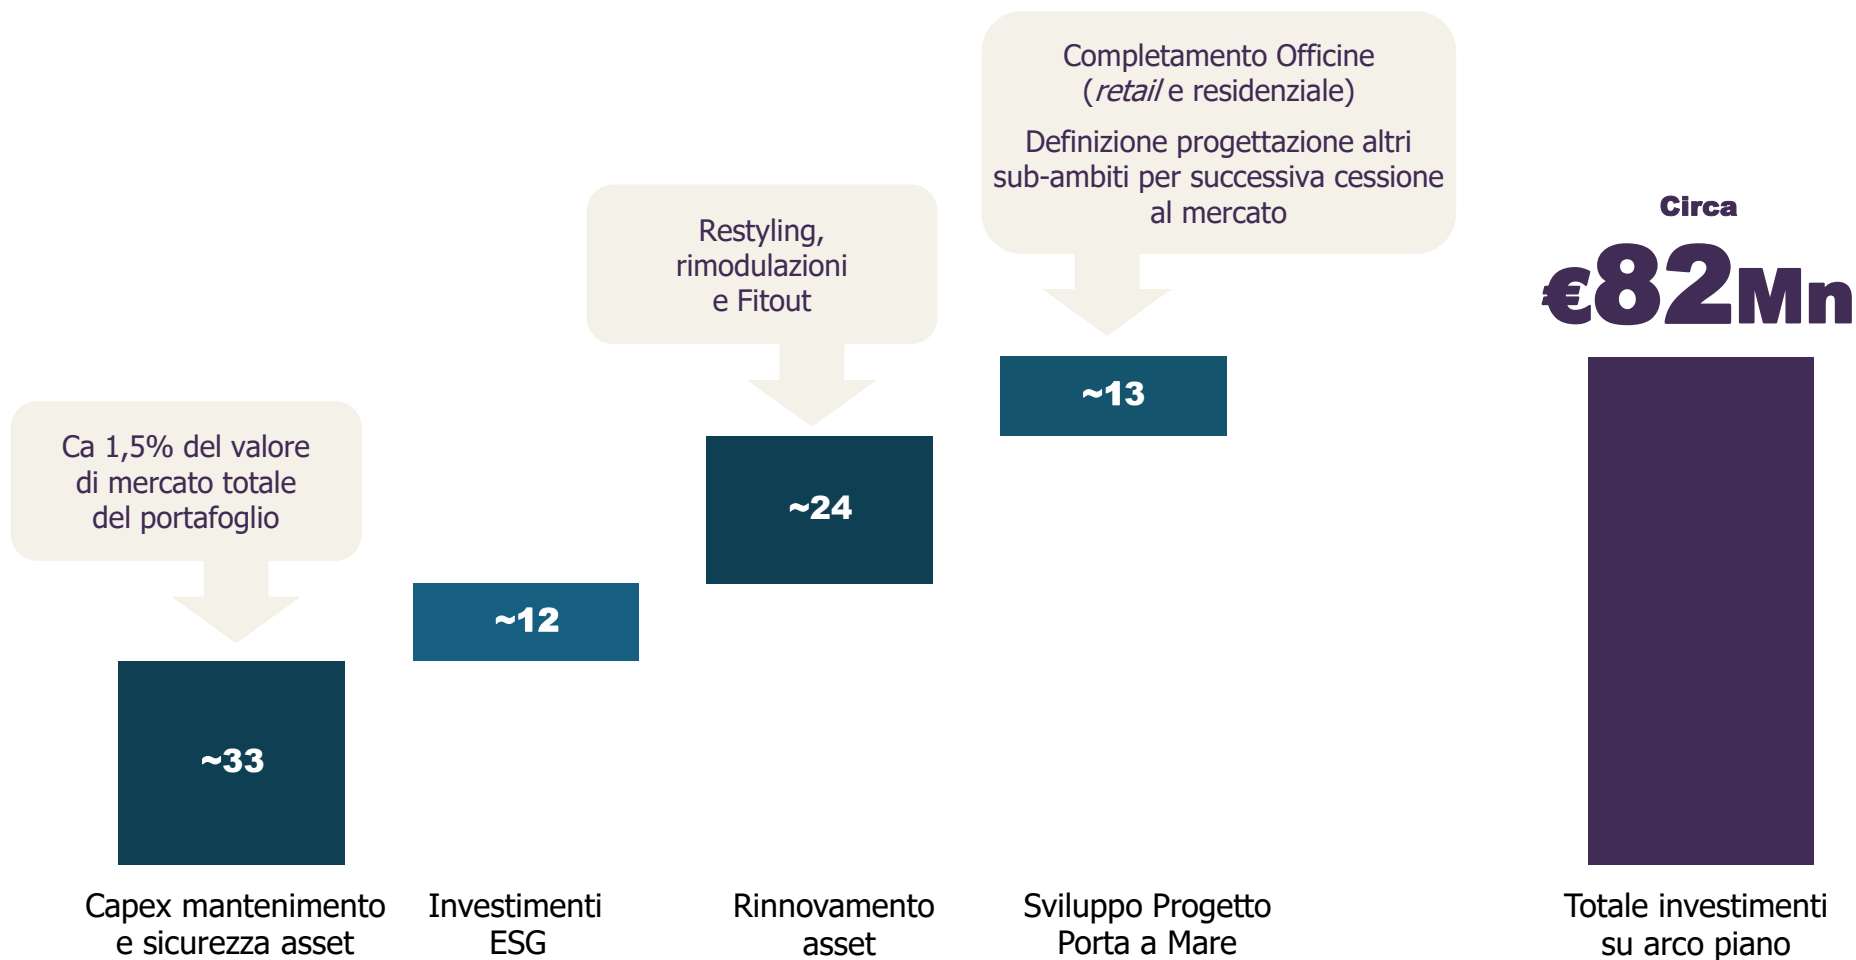 Completamento Officine
(retail e residenziale)
Definizione progettazione altri
sub-ambiti per successiva cessione
al mercato
Circa
€82Mn
Restyling,
rimodulazioni
e Fitout
~13
Ca 1,5% del valore
di mercato totale
del portafoglio
~24
~12
~33
Capex mantenimento
e sicurezza asset
Investimenti
ESG
Rinnovamento
asset
Sviluppo Progetto
Porta a Mare
Totale investimenti
su arco piano